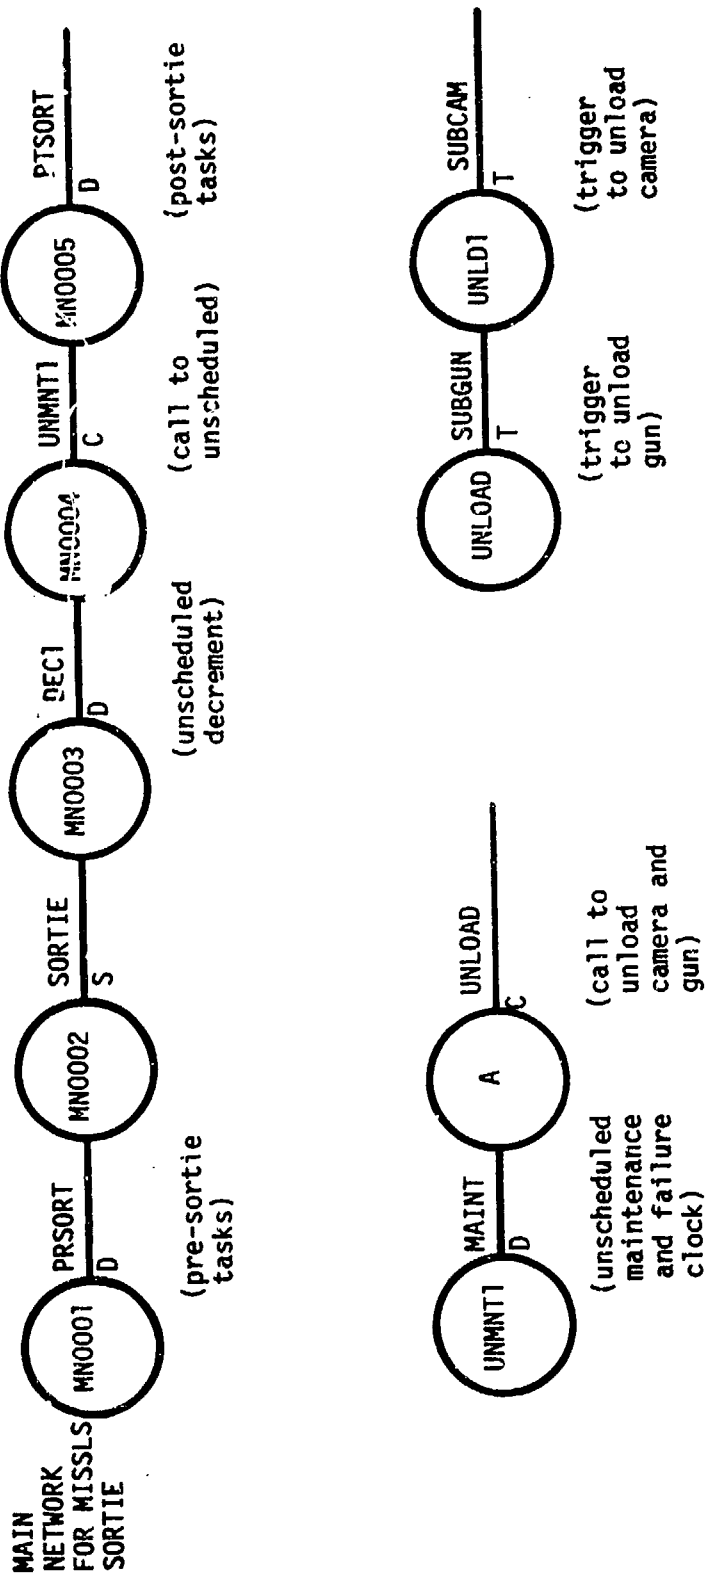 MAIN
NETWORK
FOR MISSLS
SORTIE
MN0001
PRSORT
D
(pre-sortie
tasks)
MN0002
SORTIE
S
MN0003
DEC1
D
(unscheduled
decrement)
MN0004
UNMNT1
C
(call to
unscheduled)
MN0005
PTSORT
D
(post-sortie
tasks)
UNMNT1
MAINT
D
(unscheduled
maintenance
and failure
clock)
A
UNLOAD
C
(call to
unload
camera and
gun)
UNLOAD
SUBGUN
T
(trigger
to unload
gun)
UNLD1
SUBCAM
T
(trigger
to unload
camera)